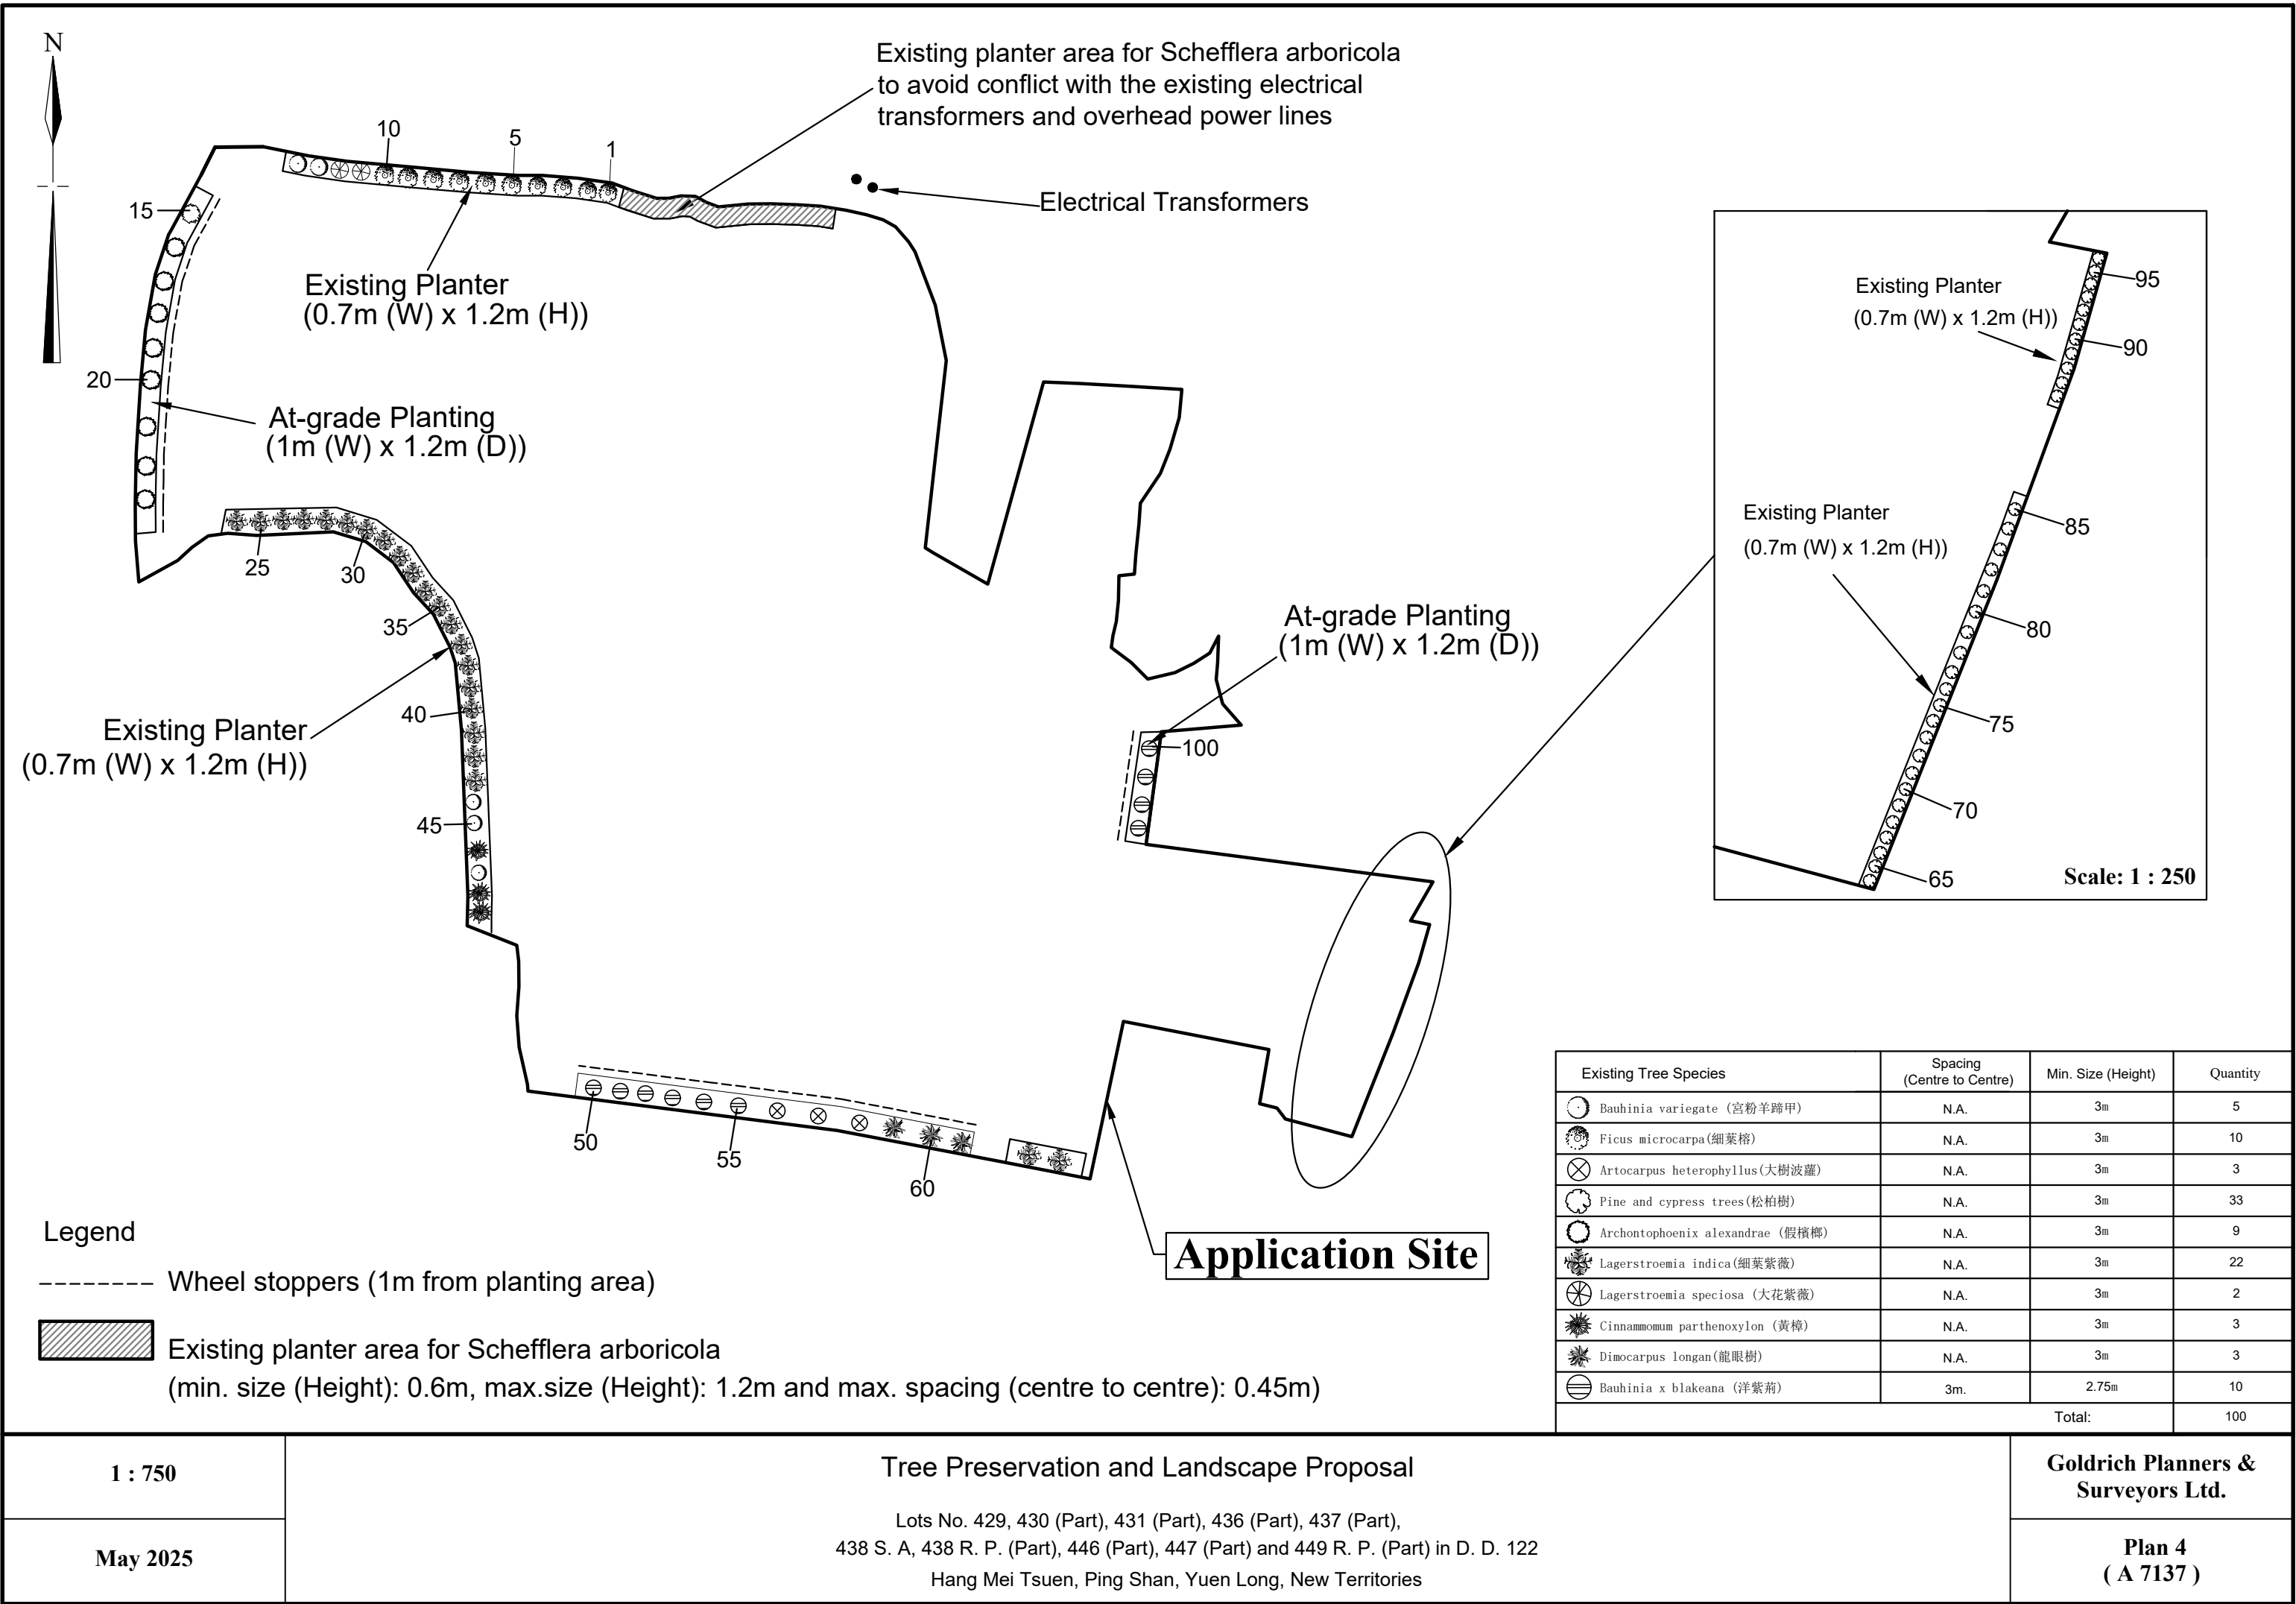 N
Existing planter area for Schefflera arboricola
to avoid conflict with the existing electrical
transformers and overhead power lines
10
5
1
Electrical Transformers
15
Existing Planter
(0.7m (W) x 1.2m (H))
20
At-grade Planting
(1m (W) x 1.2m (D))
25
30
35
40
Existing Planter
(0.7m (W) x 1.2m (H))
45
At-grade Planting
(1m (W) x 1.2m (D))
100
50
55
60
Application Site
Existing Planter
(0.7m (W) x 1.2m (H))
95
90
Existing Planter
(0.7m (W) x 1.2m (H))
85
80
75
70
65
Scale: 1 : 250
Legend
Wheel stoppers (1m from planting area)
Existing planter area for Schefflera arboricola
(min. size (Height): 0.6m, max.size (Height): 1.2m and max. spacing (centre to centre): 0.45m)
Existing Tree Species Spacing (Centre to Centre) Min. Size (Height) Quantity
Bauhinia variegate (宮粉羊蹄甲) N.A. 3m 5
Ficus microcarpa(細葉榕) N.A. 3m 10
Artocarpus heterophyllus(大樹波蘿) N.A. 3m 3
Pine and cypress trees(松柏樹) N.A. 3m 33
Archontophoenix alexandrae (假檳榔) N.A. 3m 9
Lagerstroemia indica(細葉紫薇) N.A. 3m 22
Lagerstroemia speciosa (大花紫薇) N.A. 3m 2
Cinnammomum parthenoxylon (黃樟) N.A. 3m 3
Dimocarpus longan(龍眼樹) N.A. 3m 3
Bauhinia x blakeana (洋紫荊) 3m. 2.75m 10
Total: 100
1 : 750
May 2025
Tree Preservation and Landscape Proposal
Lots No. 429, 430 (Part), 431 (Part), 436 (Part), 437 (Part),
438 S. A, 438 R. P. (Part), 446 (Part), 447 (Part) and 449 R. P. (Part) in D. D. 122
Hang Mei Tsuen, Ping Shan, Yuen Long, New Territories
Goldrich Planners &
Surveyors Ltd.
Plan 4
( A 7137 )